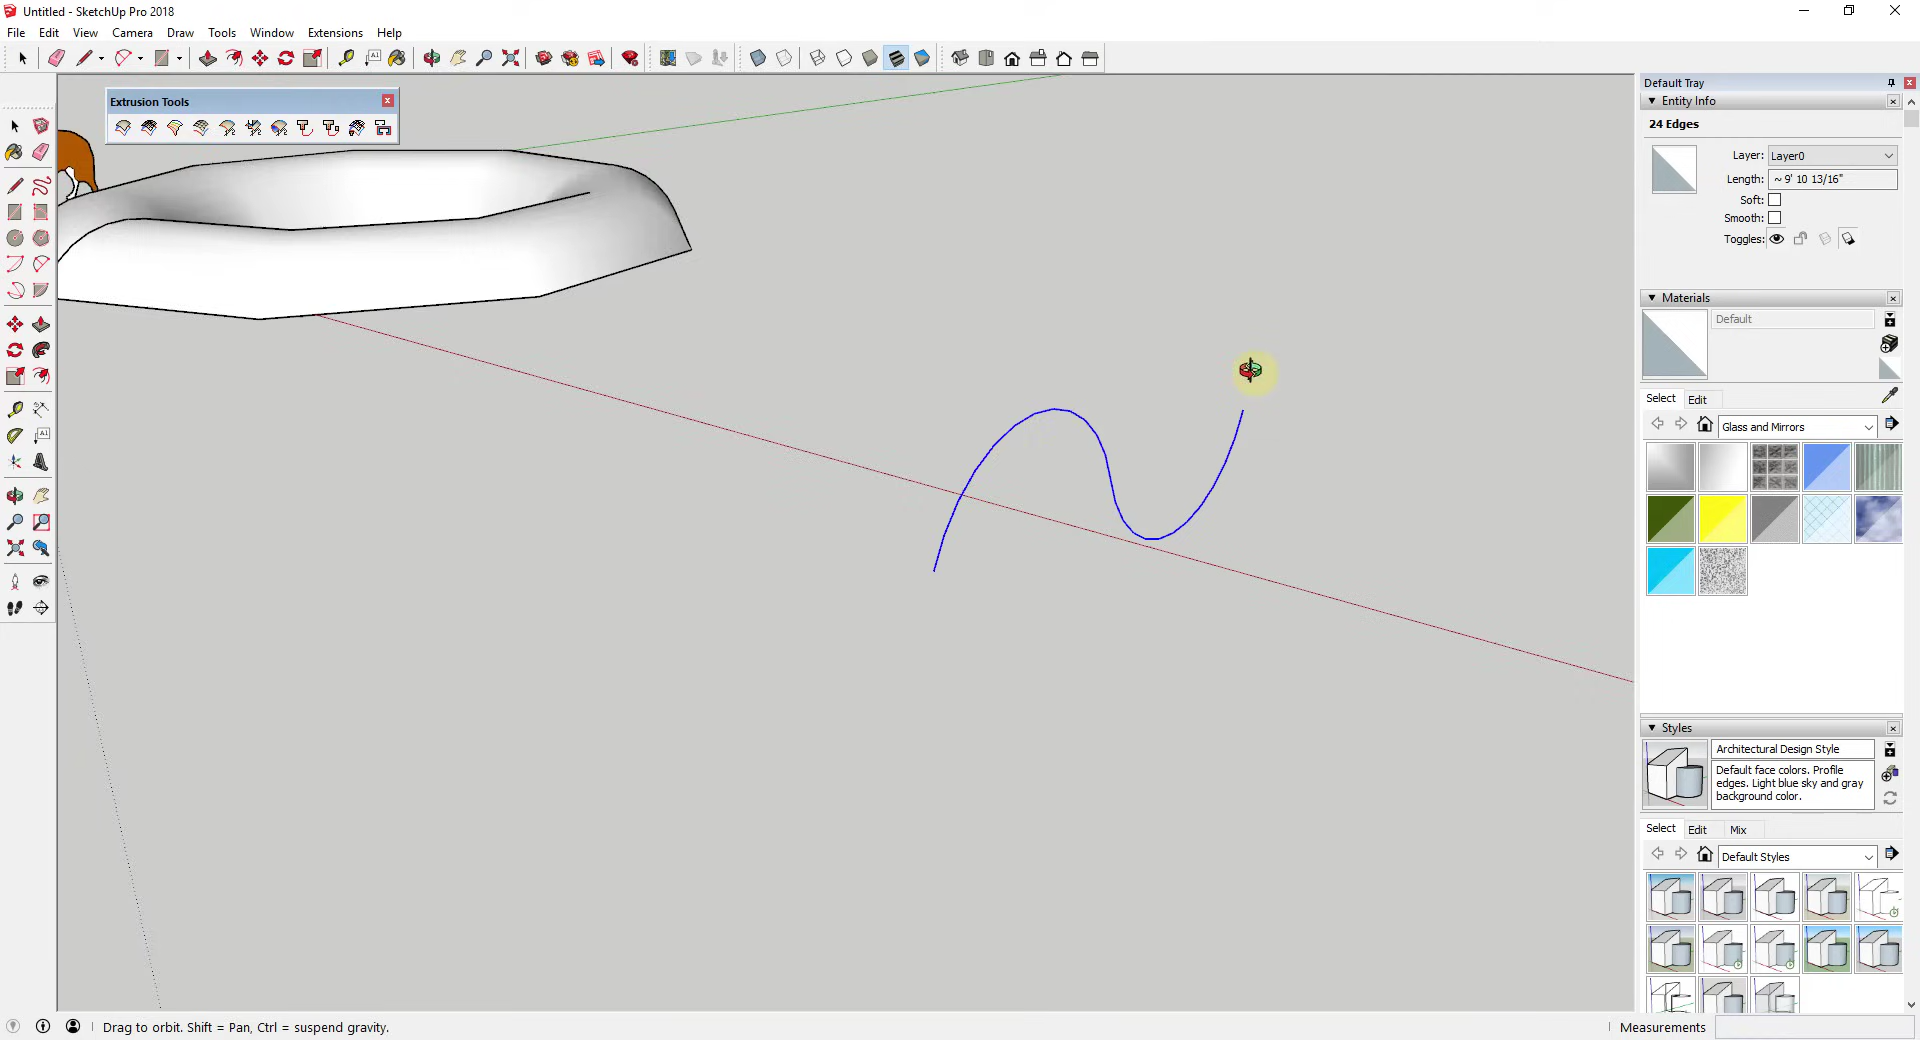 Untitled - SketchUp Pro 2018
File Edit View Camera Draw Tools Window Extensions Help
Extrusion Tools
Default Tray
Entity Info
24 Edges
Layer: Layer0
Length: ~ 9' 10 13/16"
Soft:
Smooth:
Toggles:
Materials
Default
Select Edit
Glass and Mirrors
Styles
Architectural Design Style
Default face colors. Profile
edges. Light blue sky and gray
background color.
Select Edit Mix
Default Styles
Drag to orbit. Shift = Pan, Ctrl = suspend gravity.
Measurements